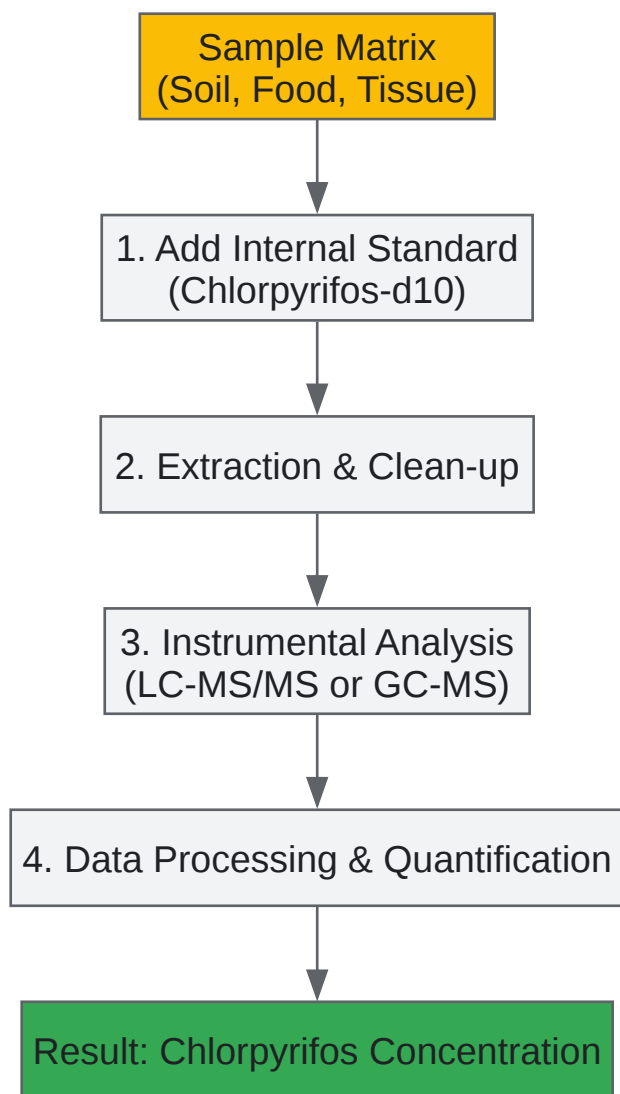 Sample Matrix
(Soil, Food, Tissue)
1. Add Internal Standard
(Chlorpyrifos-d10)
2. Extraction & Clean-up
3. Instrumental Analysis
(LC-MS/MS or GC-MS)
4. Data Processing & Quantification
Result: Chlorpyrifos Concentration